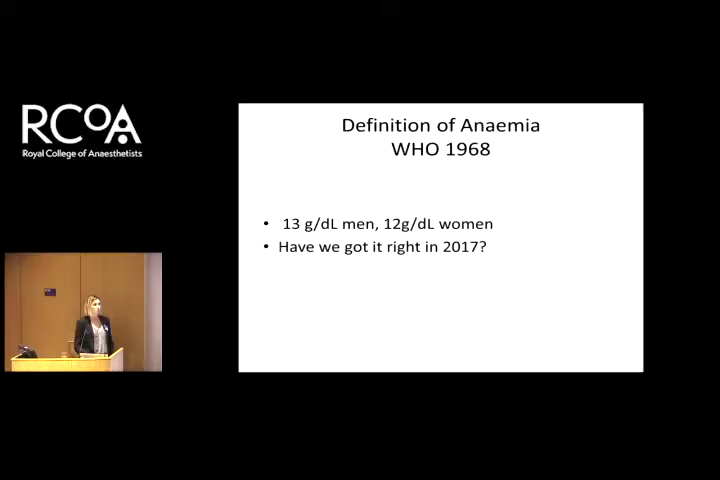 RCoA
Royal College of Anaesthetists
Definition of Anaemia
WHO 1968
• 13 g/dL men, 12g/dL women
• Have we got it right in 2017?